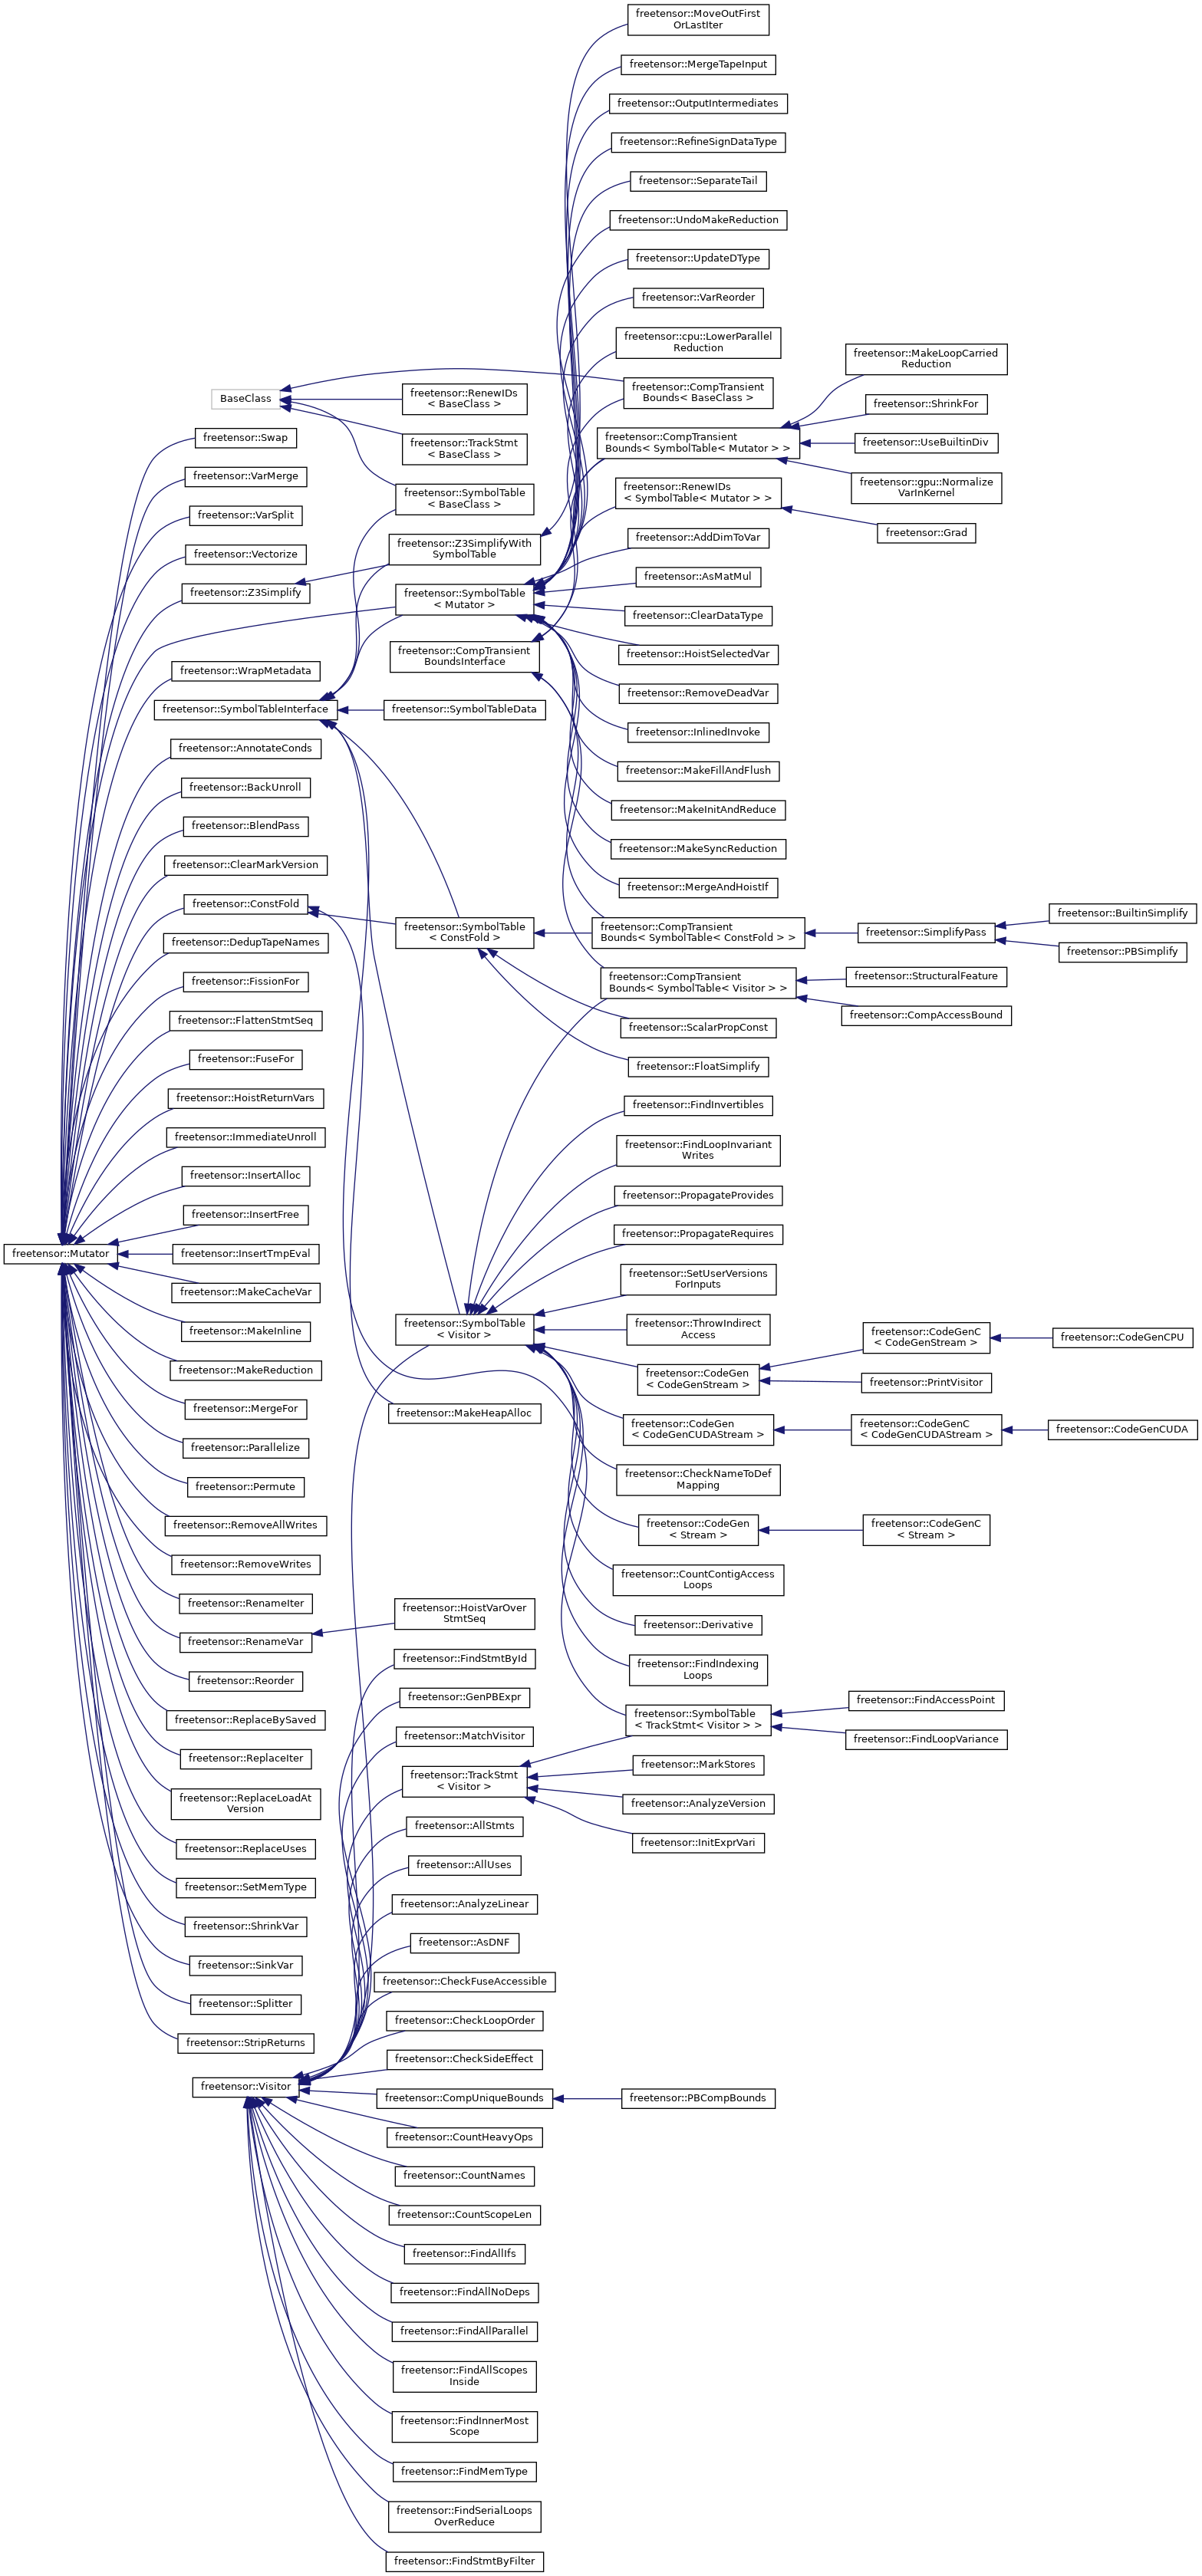 freetensor::MoveOutFirst
OrLastIter
freetensor::MergeTapeInput
freetensor::OutputIntermediates
freetensor::RefineSignDataType
freetensor::SeparateTail
freetensor::UndoMakeReduction
freetensor::UpdateDType
freetensor::VarReorder
freetensor::cpu::LowerParallel
Reduction
freetensor::MakeLoopCarried
Reduction
BaseClass
freetensor::RenewIDs
< BaseClass >
freetensor::CompTransient
Bounds< BaseClass >
freetensor::ShrinkFor
freetensor::Swap
freetensor::TrackStmt
< BaseClass >
freetensor::CompTransient
Bounds< SymbolTable< Mutator > >
freetensor::UseBuiltinDiv
freetensor::VarMerge
freetensor::SymbolTable
< BaseClass >
freetensor::RenewIDs
< SymbolTable< Mutator > >
freetensor::gpu::Normalize
VarInKernel
freetensor::VarSplit
freetensor::Grad
freetensor::Vectorize
freetensor::Z3SimplifyWith
SymbolTable
freetensor::AddDimToVar
freetensor::Z3Simplify
freetensor::SymbolTable
< Mutator >
freetensor::AsMatMul
freetensor::ClearDataType
freetensor::WrapMetadata
freetensor::CompTransient
BoundsInterface
freetensor::HoistSelectedVar
freetensor::RemoveDeadVar
freetensor::SymbolTableInterface
freetensor::SymbolTableData
freetensor::InlinedInvoke
freetensor::AnnotateConds
freetensor::MakeFillAndFlush
freetensor::BackUnroll
freetensor::MakeInitAndReduce
freetensor::BlendPass
freetensor::MakeSyncReduction
freetensor::ClearMarkVersion
freetensor::MergeAndHoistIf
freetensor::ConstFold
freetensor::SymbolTable
< ConstFold >
freetensor::CompTransient
Bounds< SymbolTable< ConstFold > >
freetensor::SimplifyPass
freetensor::BuiltinSimplify
freetensor::PBSimplify
freetensor::DedupTapeNames
freetensor::CompTransient
Bounds< SymbolTable< Visitor > >
freetensor::StructuralFeature
freetensor::FissionFor
freetensor::CompAccessBound
freetensor::FlattenStmtSeq
freetensor::ScalarPropConst
freetensor::FuseFor
freetensor::FloatSimplify
freetensor::HoistReturnVars
freetensor::FindInvertibles
freetensor::ImmediateUnroll
freetensor::FindLoopInvariant
Writes
freetensor::InsertAlloc
freetensor::PropagateProvides
freetensor::InsertFree
freetensor::PropagateRequires
freetensor::Mutator
freetensor::InsertTmpEval
freetensor::SetUserVersions
ForInputs
freetensor::MakeCacheVar
freetensor::MakeInline
freetensor::SymbolTable
< Visitor >
freetensor::ThrowIndirect
Access
freetensor::CodeGenC
< CodeGenStream >
freetensor::CodeGenCPU
freetensor::MakeReduction
freetensor::CodeGen
< CodeGenStream >
freetensor::PrintVisitor
freetensor::MergeFor
freetensor::MakeHeapAlloc
freetensor::CodeGen
< CodeGenCUDAStream >
freetensor::CodeGenC
< CodeGenCUDAStream >
freetensor::CodeGenCUDA
freetensor::Parallelize
freetensor::CheckNameToDef
Mapping
freetensor::Permute
freetensor::RemoveAllWrites
freetensor::CodeGen
< Stream >
freetensor::CodeGenC
< Stream >
freetensor::RemoveWrites
freetensor::CountContigAccess
Loops
freetensor::RenameIter
freetensor::HoistVarOver
StmtSeq
freetensor::Derivative
freetensor::RenameVar
freetensor::FindStmtById
freetensor::FindIndexing
Loops
freetensor::Reorder
freetensor::GenPBExpr
freetensor::SymbolTable
< TrackStmt< Visitor > >
freetensor::FindAccessPoint
freetensor::ReplaceBySaved
freetensor::MatchVisitor
freetensor::FindLoopVariance
freetensor::ReplaceIter
freetensor::TrackStmt
< Visitor >
freetensor::MarkStores
freetensor::ReplaceLoadAt
Version
freetensor::AnalyzeVersion
freetensor::AllStmts
freetensor::InitExprVari
freetensor::ReplaceUses
freetensor::AllUses
freetensor::SetMemType
freetensor::AnalyzeLinear
freetensor::ShrinkVar
freetensor::AsDNF
freetensor::SinkVar
freetensor::CheckFuseAccessible
freetensor::Splitter
freetensor::CheckLoopOrder
freetensor::StripReturns
freetensor::CheckSideEffect
freetensor::Visitor
freetensor::CompUniqueBounds
freetensor::PBCompBounds
freetensor::CountHeavyOps
freetensor::CountNames
freetensor::CountScopeLen
freetensor::FindAllIfs
freetensor::FindAllNoDeps
freetensor::FindAllParallel
freetensor::FindAllScopes
Inside
freetensor::FindInnerMost
Scope
freetensor::FindMemType
freetensor::FindSerialLoops
OverReduce
freetensor::FindStmtByFilter